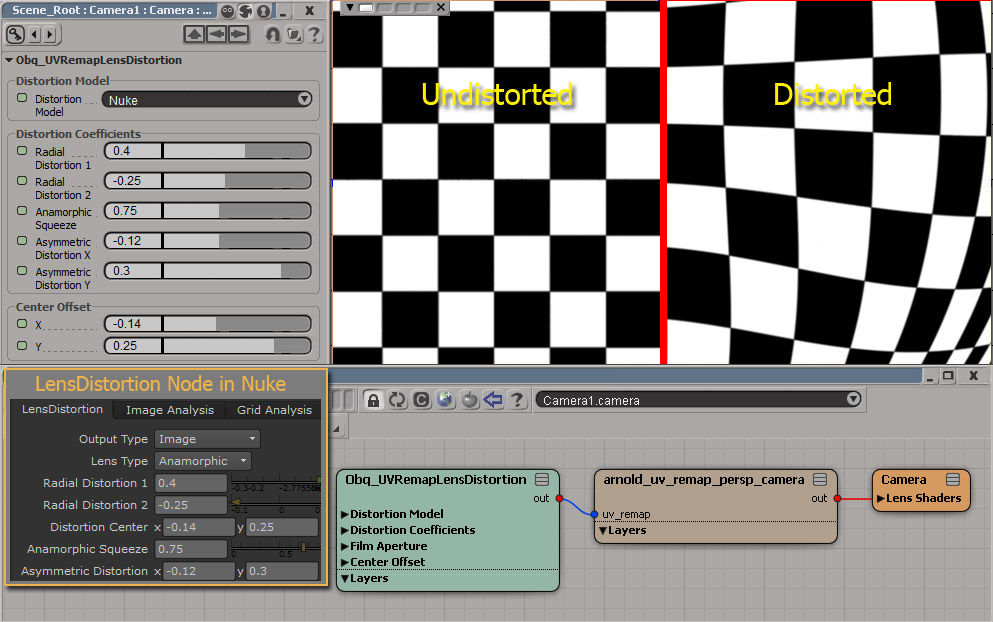 Scene_Root : Camera1 : Camera : ...
Obq_UVRemapLensDistortion
Distortion Model
Distortion Model
Nuke
Distortion Coefficients
Radial Distortion 1
0.4
Radial Distortion 2
-0.25
Anamorphic Squeeze
0.75
Asymmetric Distortion X
-0.12
Asymmetric Distortion Y
0.3
Center Offset
X
-0.14
Y
0.25
Undistorted
Distorted
LensDistortion Node in Nuke
LensDistortion Image Analysis Grid Analysis
Output Type Image
Lens Type Anamorphic
Radial Distortion 1 0.4
-0.3-0.2 -2.775558
Radial Distortion 2 -0.25
-0.1 0 0
Distortion Center x -0.14 y 0.25
Anamorphic Squeeze 0.75
0 0.5
Asymmetric Distortion x -0.12 y 0.3
C
?
Camera1.camera
Obq_UVRemapLensDistortion
out
Distortion Model
Distortion Coefficients
Film Aperture
Center Offset
Layers
arnold_uv_remap_persp_camera
out
uv_remap
Layers
Camera
Lens Shaders